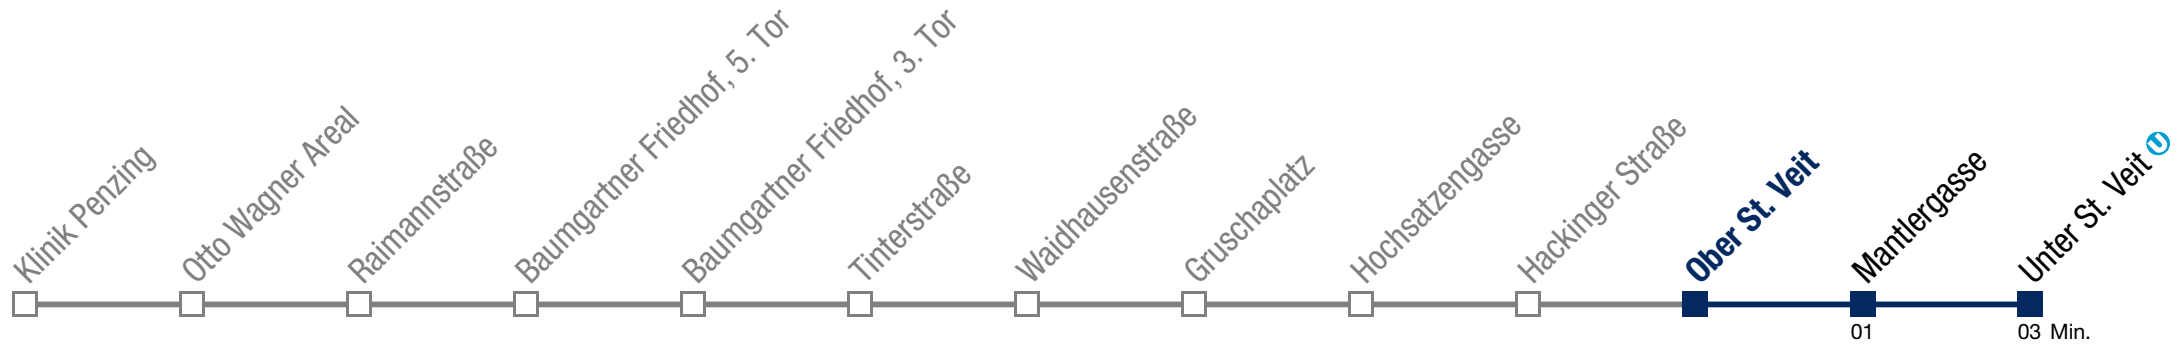 Klinik Penzing
Otto Wagner Areal
Raimannstraße
Baumgartner Friedhof, 5. Tor
Baumgartner Friedhof, 3. Tor
Tinterstraße
Waidhausenstraße
Gruschaplatz
Hochsatzengasse
Hackinger Straße
Ober St. Veit
Mantlergasse
Unter St. Veit U
01
03 Min.